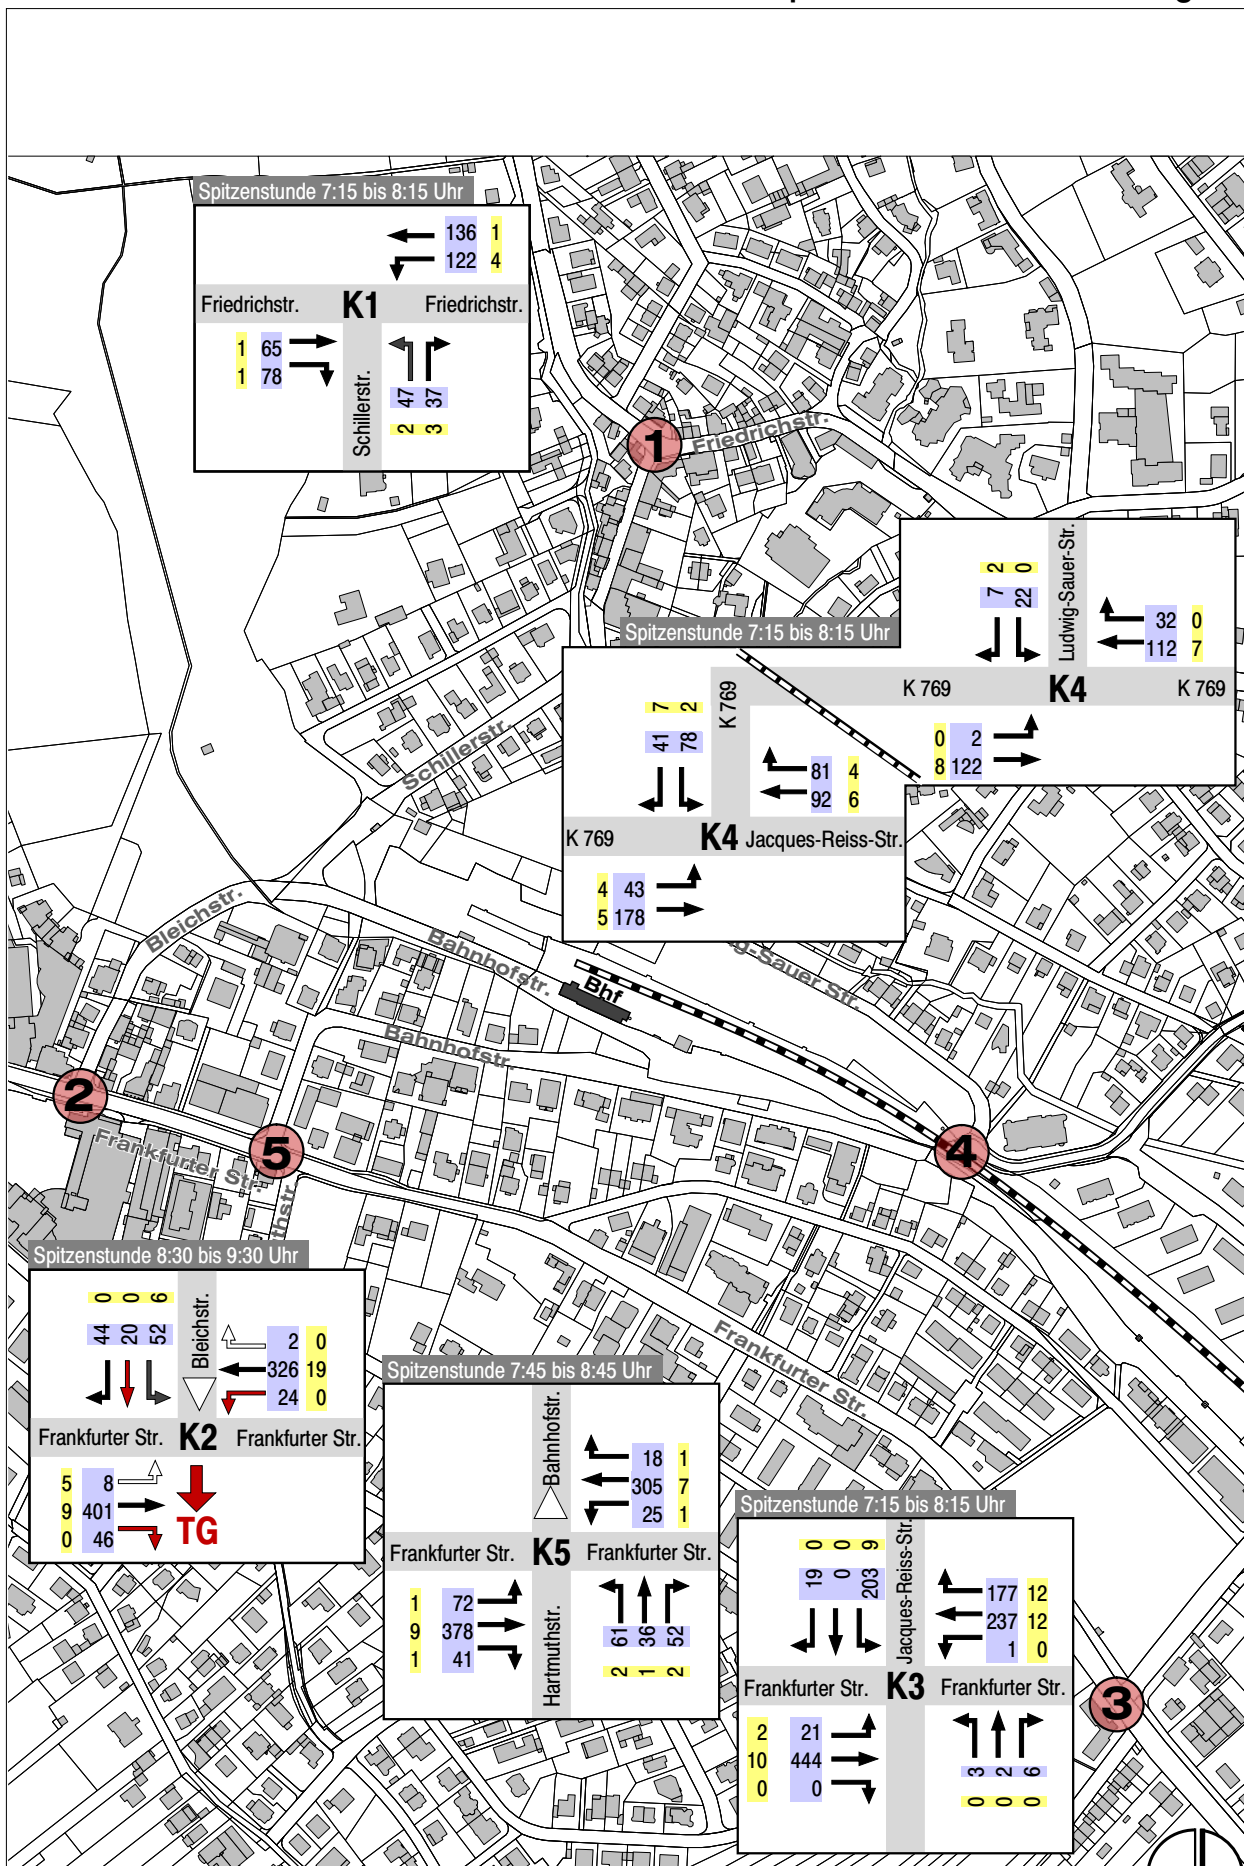 Spitzenstunde 7:15 bis 8:15 Uhr
136 1
122 4
Friedrichstr. K1 Friedrichstr.
1 65
1 78
Schillerstr.
47 37
2 3
1
Friedrichstr.
Spitzenstunde 7:15 bis 8:15 Uhr
2 0
7 22
Ludwig-Sauer-Str.
32 0
112 7
K 769 K4 K 769
0 2
8 122
7 2
41 78
K 769
81 4
92 6
K 769 K4 Jacques-Reiss-Str.
4 43
5 178
Schillerstr.
Bleichstr.
Bahnhofstr.
Bhf
g-Sauer Str.
Bahnhofstr.
2
5
4
Frankfurter Str.
thstr.
Frankfurter Str.
Spitzenstunde 8:30 bis 9:30 Uhr
0 0 6
44 20 52
Bleichstr.
2 0
326 19
24 0
Frankfurter Str. K2 Frankfurter Str.
5 8
9 401
0 46
TG
Spitzenstunde 7:45 bis 8:45 Uhr
Bahnhofstr.
18 1
305 7
25 1
Frankfurter Str. K5 Frankfurter Str.
1 72
9 378
1 41
Hartmuthstr.
61 36 52
2 1 2
Spitzenstunde 7:15 bis 8:15 Uhr
0 0 9
19 0 203
Jacques-Reiss-Str.
177 12
237 12
1 0
Frankfurter Str. K3 Frankfurter Str.
2 21
10 444
0 0
3 2 6
0 0 0
3